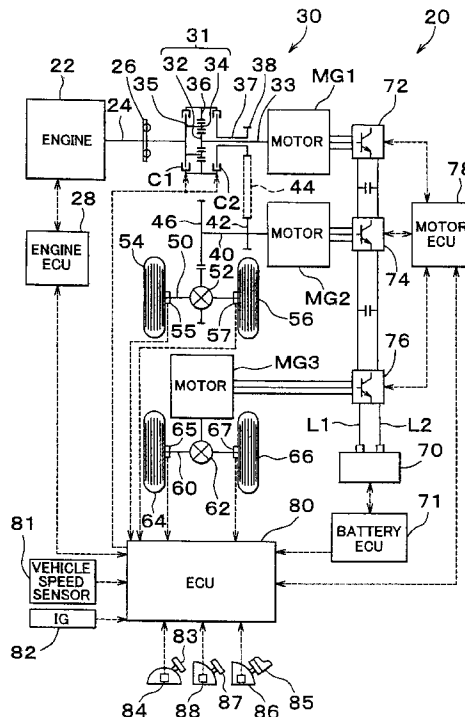 30
20
31
22
26
35
32
36
34
37
38
33
MG1
72
24
ENGINE
MOTOR
C1
C2
44
78
28
46
42
MOTOR
MOTOR ECU
ENGINE ECU
54
50
40
52
74
MG2
55
57
56
76
MG3
MOTOR
65
67
L1
L2
60
62
66
70
64
80
71
81
BATTERY ECU
VEHICLE SPEED SENSOR
ECU
IG
82
83
84
88
87
86
85